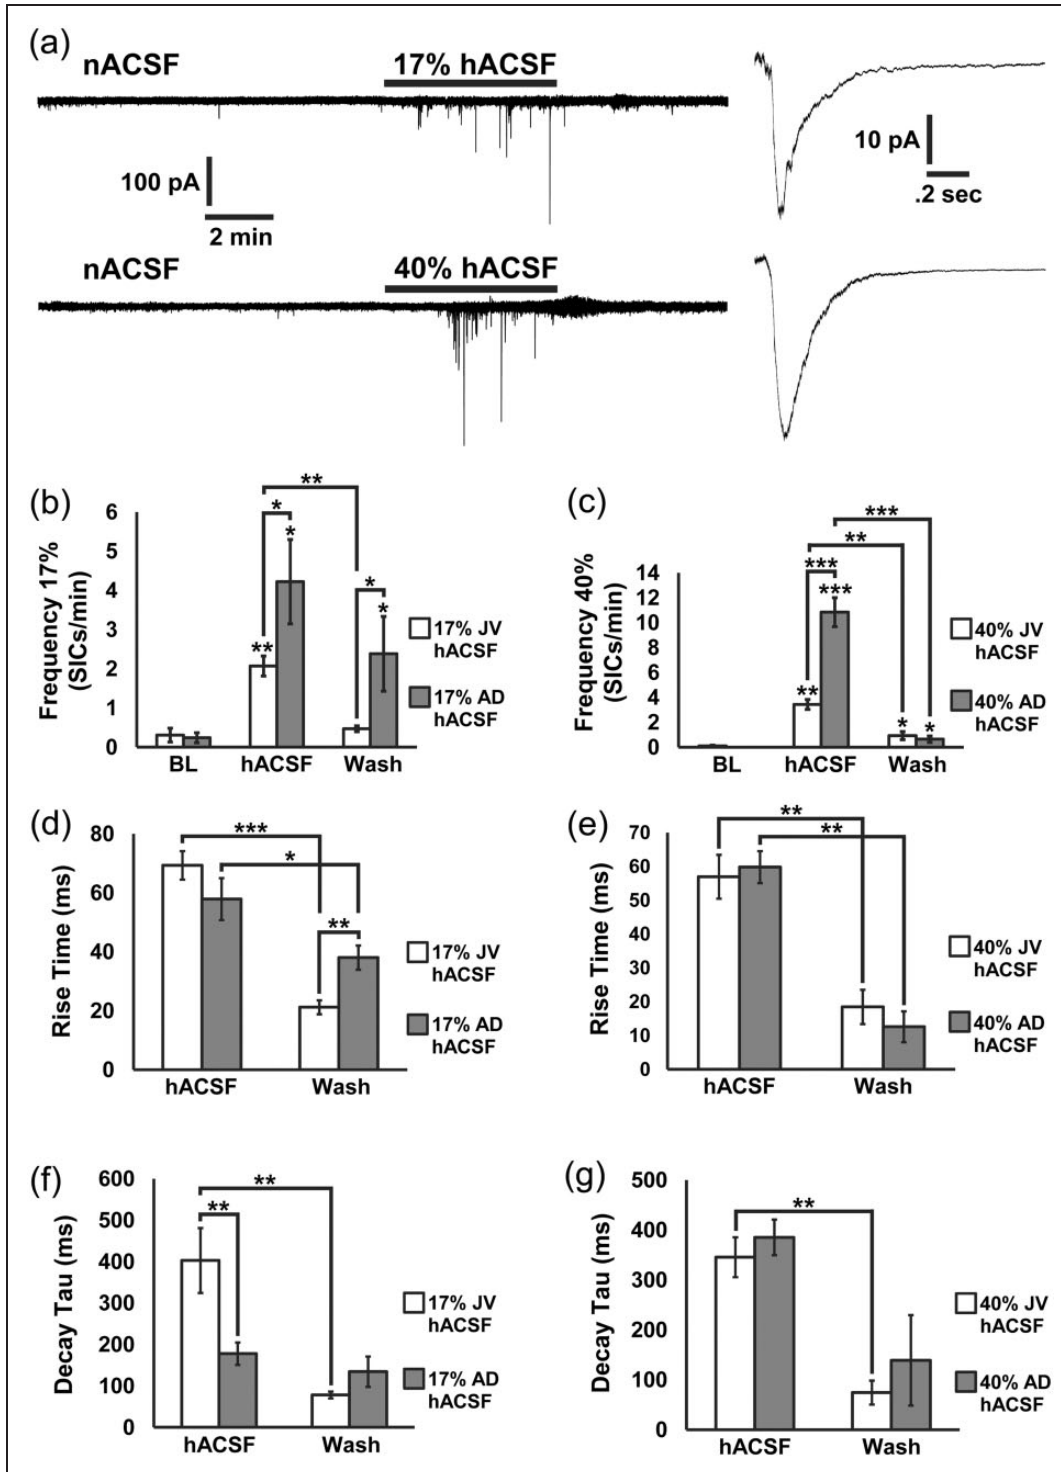 (a)
nACSF
17% hACSF
100 pA
2 min
10 pA
.2 sec
nACSF
40% hACSF
(b)
Frequency 17%
(SICs/min)
6
5
4
3
2
1
0
**
*
*
**
*
*
BL
hACSF
Wash
17% JV
hACSF
17% AD
hACSF
(c)
Frequency 40%
(SICs/min)
14
12
10
8
6
4
2
0
***
**
***
***
**
*
*
BL
hACSF
Wash
40% JV
hACSF
40% AD
hACSF
(d)
Rise Time (ms)
80
60
40
20
0
***
*
**
hACSF
Wash
17% JV
hACSF
17% AD
hACSF
(e)
Rise Time (ms)
70
60
50
40
30
20
10
0
**
**
hACSF
Wash
40% JV
hACSF
40% AD
hACSF
(f)
Decay Tau (ms)
600
500
400
300
200
100
0
**
**
hACSF
Wash
17% JV
hACSF
17% AD
hACSF
(g)
Decay Tau (ms)
500
400
300
200
100
0
**
hACSF
Wash
40% JV
hACSF
40% AD
hACSF